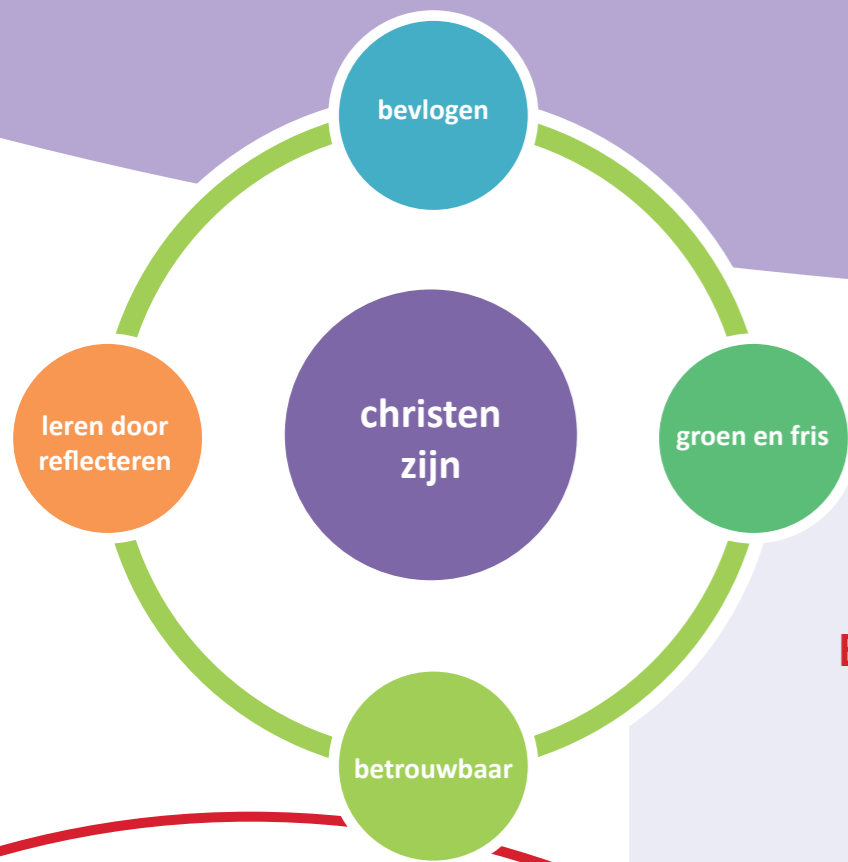 bevlogen
christen
zijn
leren door
reflecteren
groen en fris
betrouwbaar